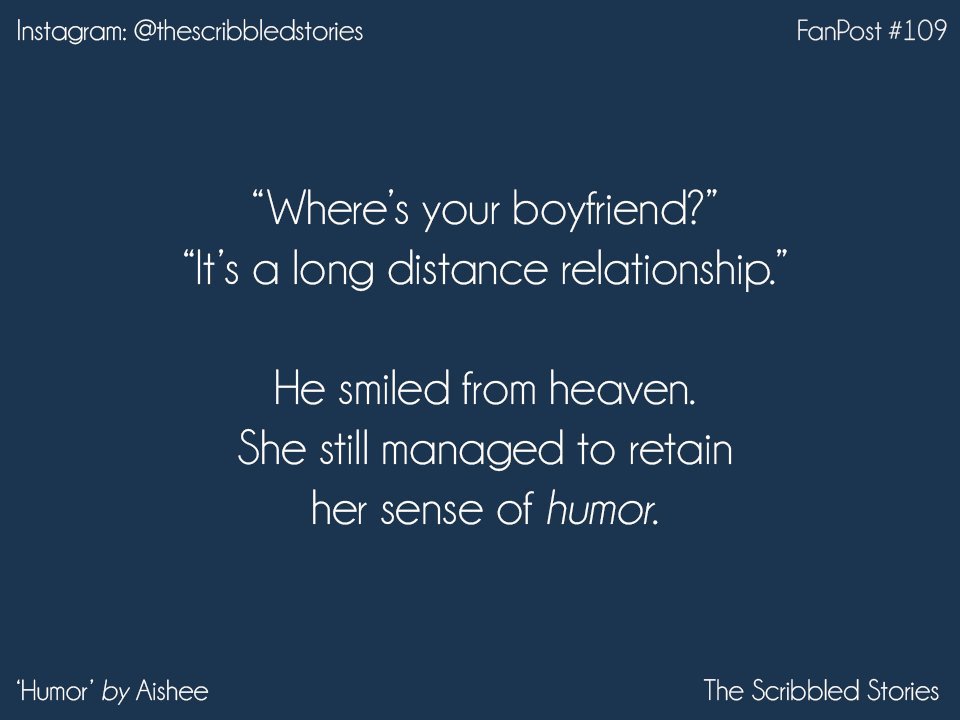 Instagram: @thescribbledstories
FanPost #109
“Where’s your boyfriend?”
“It’s a long distance relationship.”
He smiled from heaven.
She still managed to retain
her sense of humor.
‘Humor’ by Aishee
The Scribbled Stories